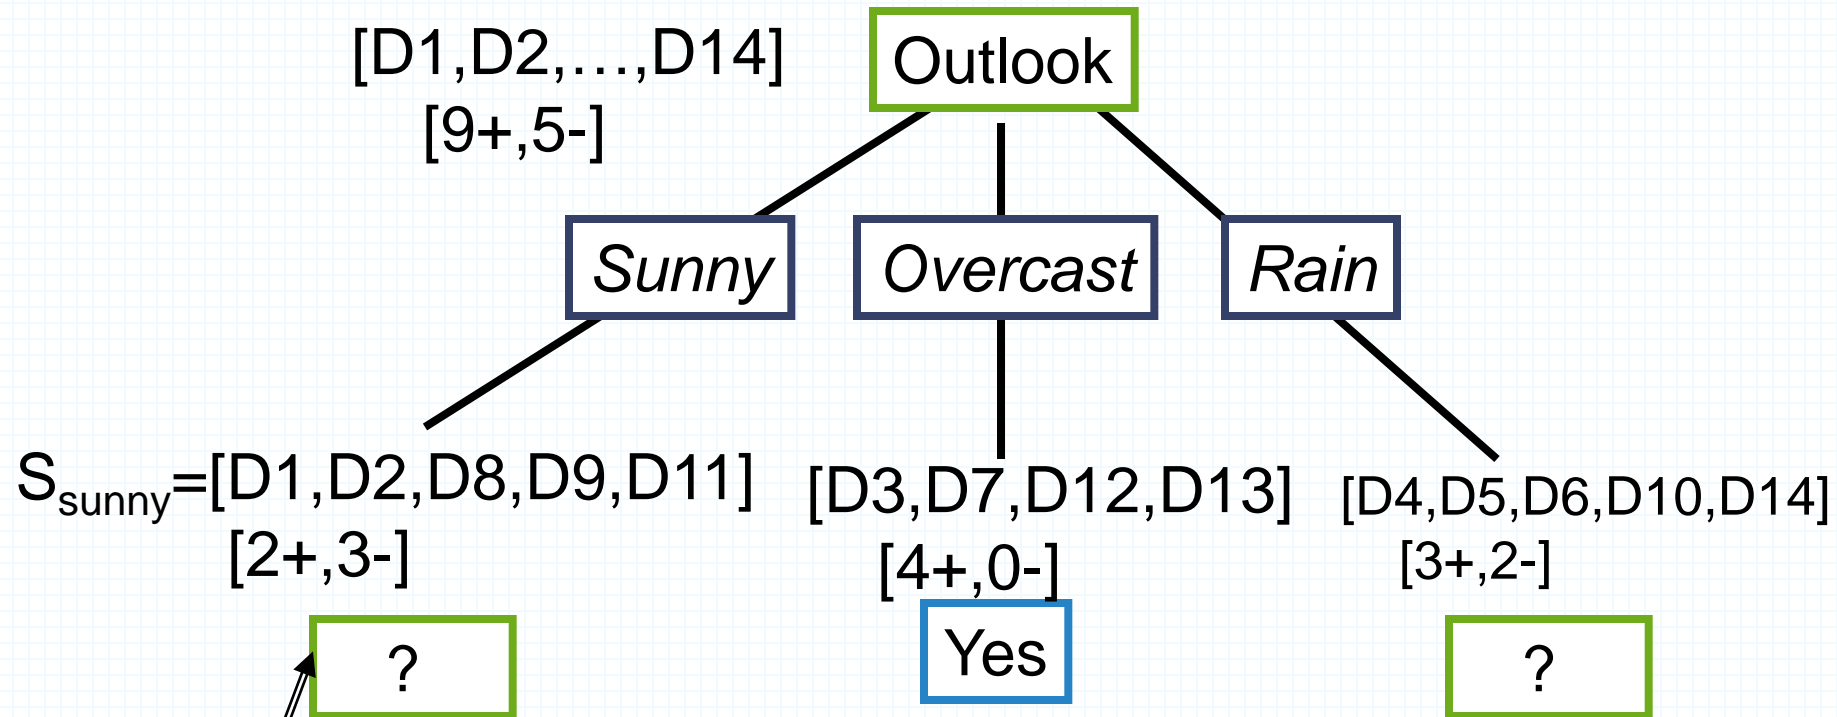 [D1,D2,…,D14]
Outlook
[9+,5-]
Sunny
Overcast
Rain
Ssunny=[D1,D2,D8,D9,D11]
[2+,3-]
[D3,D7,D12,D13]
[4+,0-]
[D4,D5,D6,D10,D14]
[3+,2-]
?
Yes
?